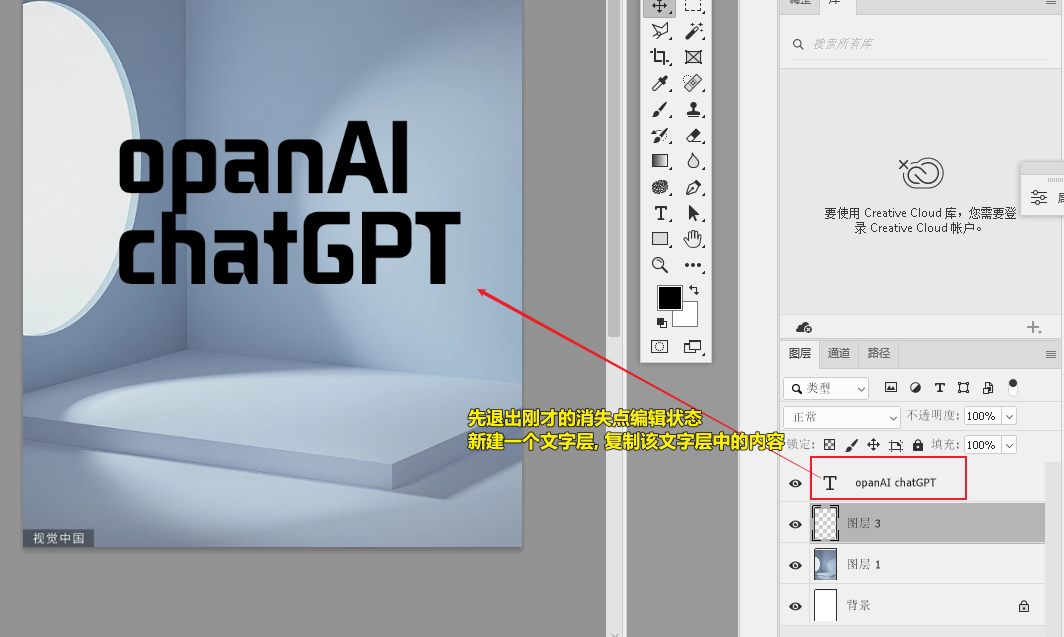 调整
库
搜索所有库
opanAI
chatGPT
要使用 Creative Cloud 库，您需要登
录 Creative Cloud 帐户。
图层
通道
路径
类型
正常
不透明度:
100%
先退出刚才的消失点编辑状态
新建一个文字层, 复制该文字层中的内容
锁定:
填充:
100%
opanAI chatGPT
图层 3
图层 1
背景
视觉中国